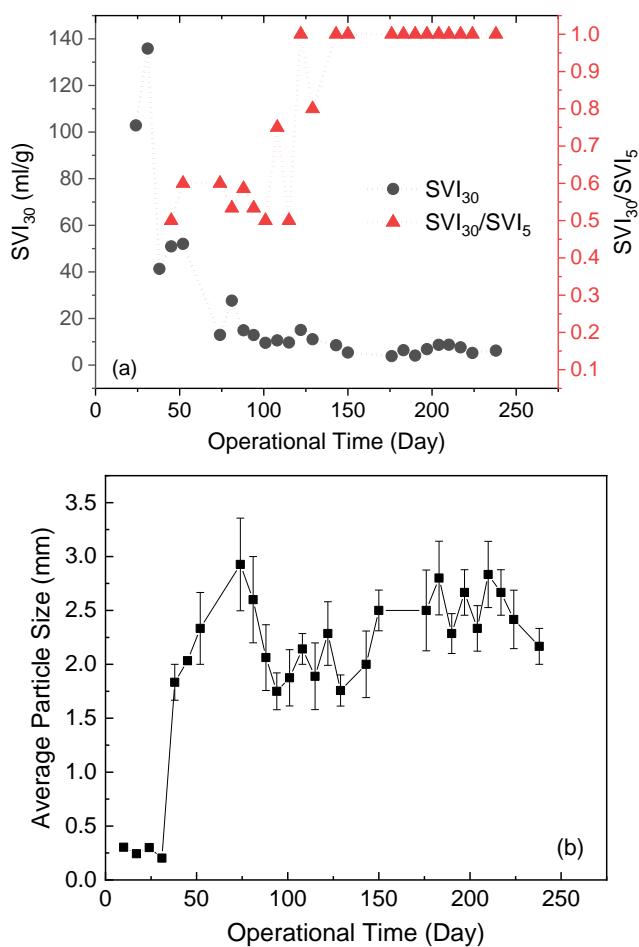 140
120
100
80
60
40
20
0
SVI30 (ml/g)
1.0
0.9
0.8
0.7
0.6
0.5
0.4
0.3
0.2
0.1
SVI30/SVI5
SVI30
SVI30/SVI5
(a)
0 50 100 150 200 250
Operational Time (Day)
3.5
3.0
2.5
2.0
1.5
1.0
0.5
0.0
Average Particle Size (mm)
(b)
0 50 100 150 200 250
Operational Time (Day)